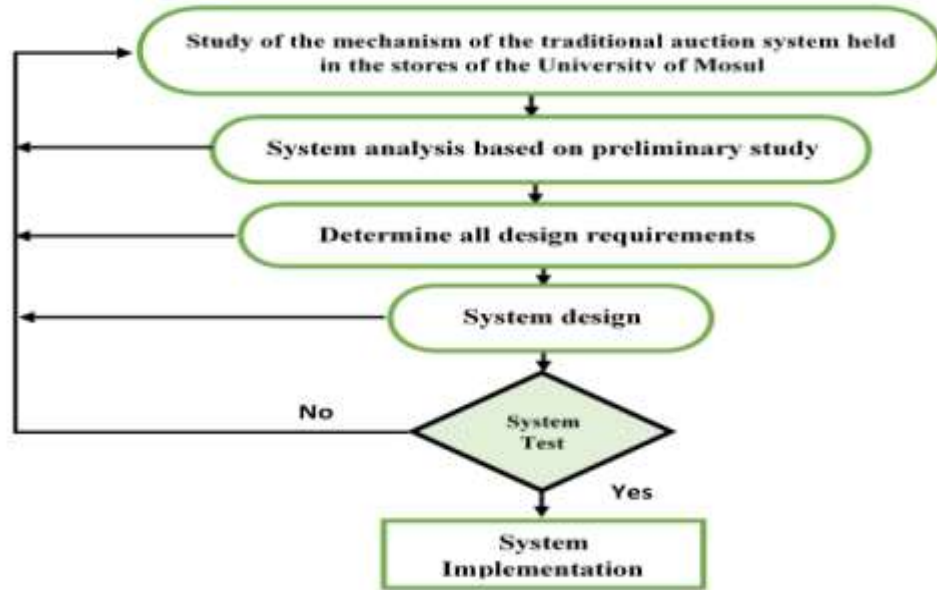 Study of the mechanism of the traditional auction system held
in the stores of the University of Mosul
System analysis based on preliminary study
Determine all design requirements
System design
No
System
Test
Yes
System
Implementation